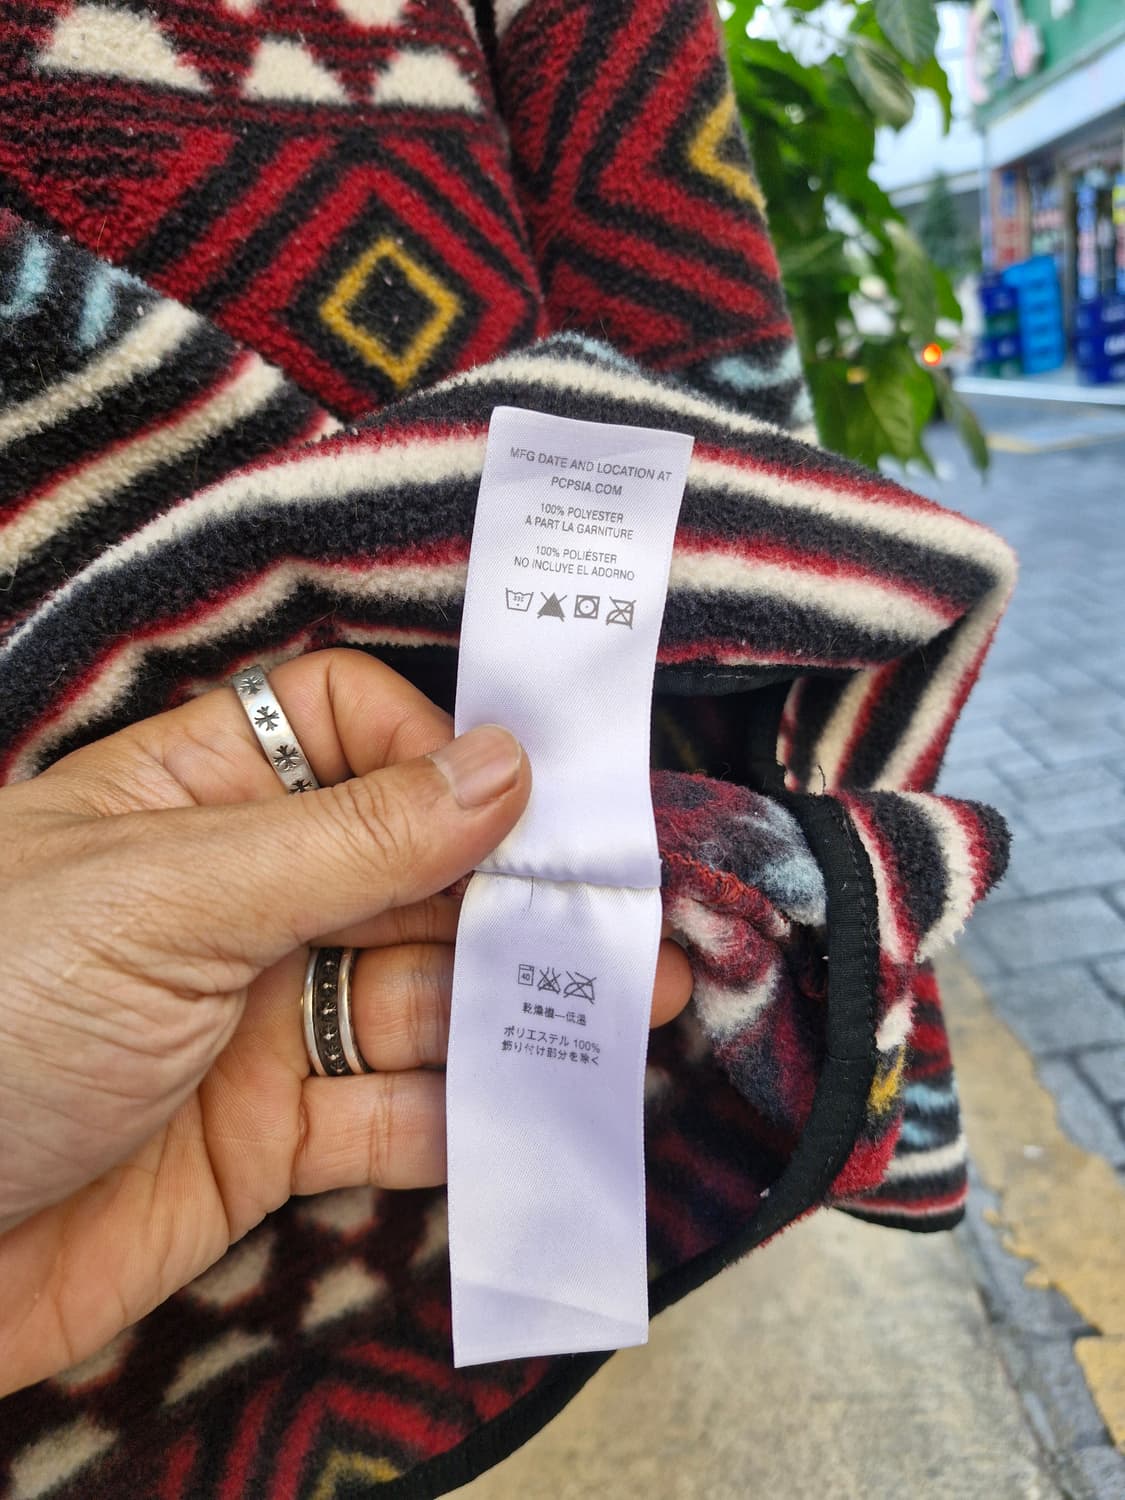 MFG DATE AND LOCATION AT
PCPSIA.COM
100% POLYESTER
À PART LA GARNITURE
100% POLIÉSTER
NO INCLUYE EL ADORNO
40
乾燥機—低温
ポリエステル 100%
飾り付け部分を除く